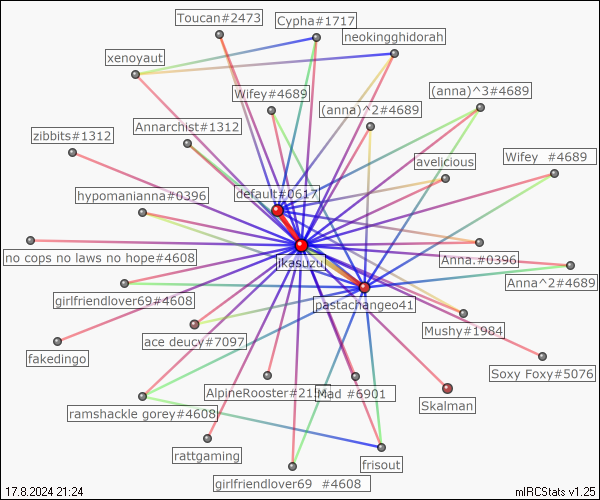 Toucan#2473
Cypha#1717
neokingghidorah
xenoyaut
Wifey#4689
(anna)^2#4689
(anna)^3#4689
Annarchist#1312
zibbits#1312
avelicious
Wifey #4689
default#0617
hypomanianna#0396
no cops no laws no hope#4608
jkasuzu
Anna.#0396
Anna^2#4689
girlfriendlover69#4608
pastachangeo41
Mushy#1984
ace deucy#7097
fakedingo
Soxy Foxy#5076
AlpineRooster#215
Mad #6901
Skalman
ramshackle gorey#4608
rattgaming
frisout
girlfriendlover69 #4608
17.8.2024 21:24
mIRCStats v1.25